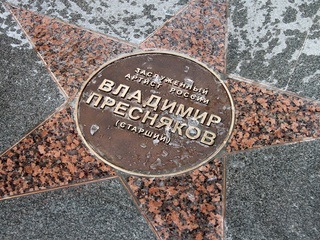 ЗАСЛУЖЕННЫЙ
АРТИСТ РОССИИ
ВЛАДИМИР
ПРЕСНЯКОВ
(СТАРШИЙ)